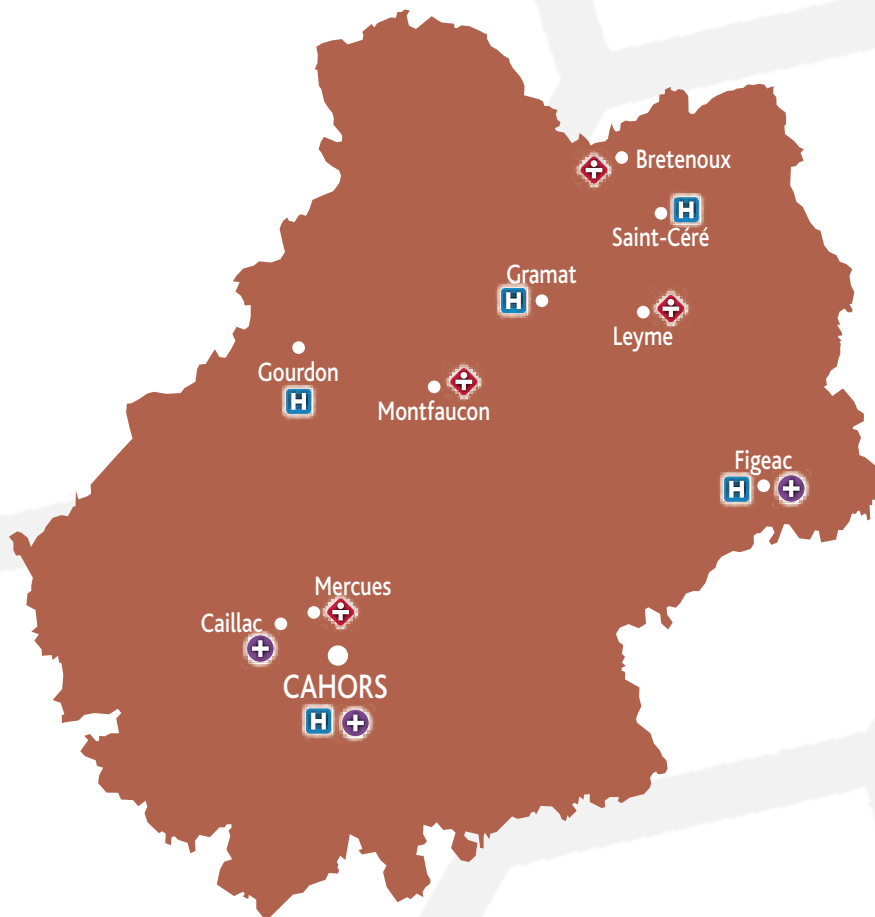 Bretenoux
H
Saint-Céré
Gramat
H
Leyme
Gourdon
H
Montfaucon
Figeac
H
Mercues
Caillac
CAHORS
H